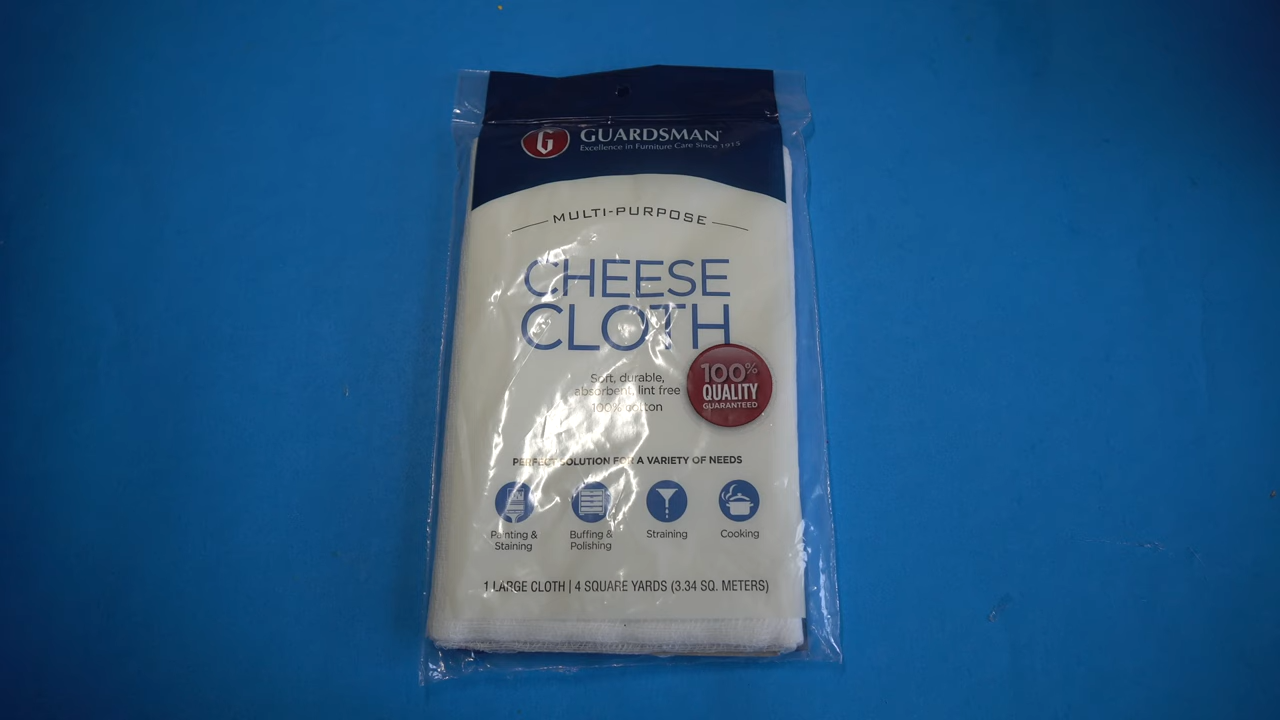 G GUARDSMAN
Excellence in Furniture Care Since 1915
MULTI-PURPOSE
CHEESE
CLOTH
Soft, durable,
absorbent, lint free
100% cotton
100%
QUALITY
GUARANTEED
PERFECT SOLUTION FOR A VARIETY OF NEEDS
Painting &
Staining
Buffing &
Polishing
Straining
Cooking
1 LARGE CLOTH | 4 SQUARE YARDS (3.34 SQ. METERS)